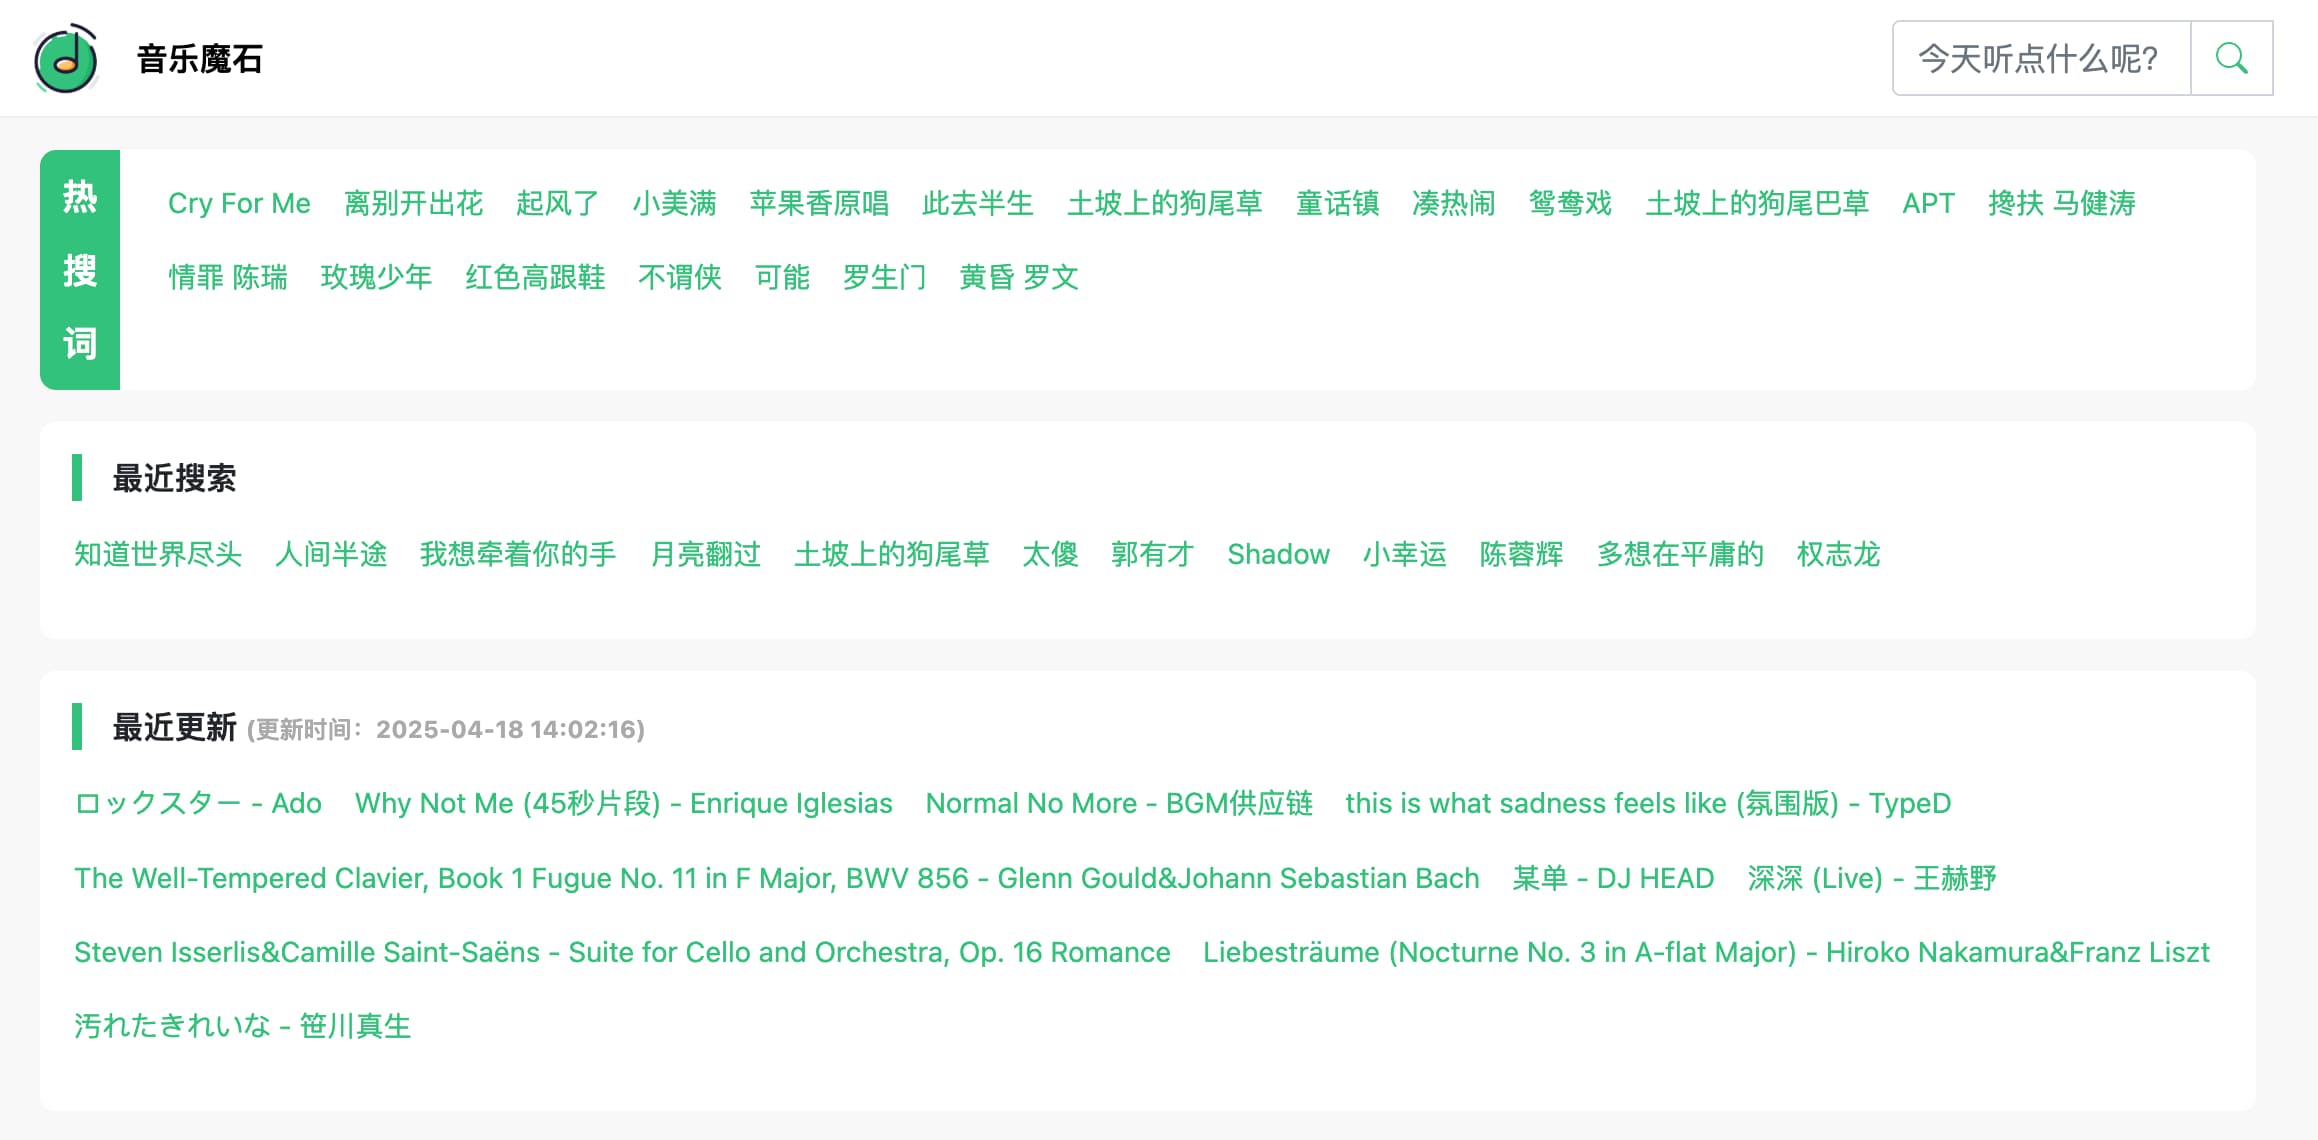 音乐魔石
今天听点什么呢?
热
搜
词
Cry For Me 离别开出花 起风了 小美满 苹果香原唱 此去半生 土坡上的狗尾草 童话镇 凑热闹 鸳鸯戏 土坡上的狗尾巴草 APT 搀扶 马健涛
情罪 陈瑞 玫瑰少年 红色高跟鞋 不谓侠 可能 罗生门 黄昏 罗文
最近搜索
知道世界尽头 人间半途 我想牵着你的手 月亮翻过 土坡上的狗尾草 太傻 郭有才 Shadow 小幸运 陈蓉辉 多想在平庸的 权志龙
最近更新 (更新时间：2025-04-18 14:02:16)
ロックスター - Ado Why Not Me (45秒片段) - Enrique Iglesias Normal No More - BGM供应链 this is what sadness feels like (氛围版) - TypeD
The Well-Tempered Clavier, Book 1 Fugue No. 11 in F Major, BWV 856 - Glenn Gould&Johann Sebastian Bach 某单 - DJ HEAD 深深 (Live) - 王赫野
Steven Isserlis&Camille Saint-Saëns - Suite for Cello and Orchestra, Op. 16 Romance Liebesträume (Nocturne No. 3 in A-flat Major) - Hiroko Nakamura&Franz Liszt
汚れたきれいな - 笹川真生